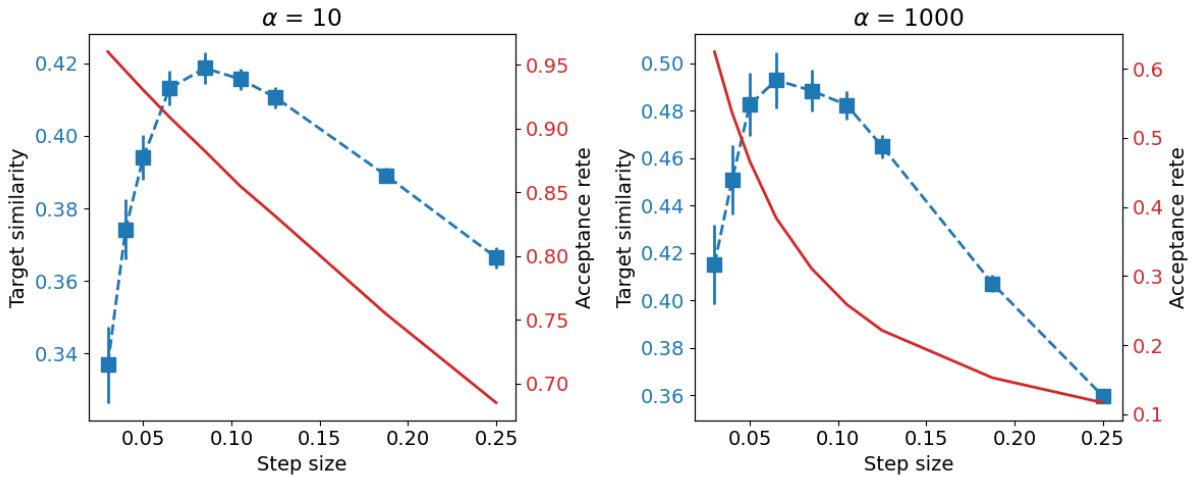 α = 10
Target similarity
0.42
0.40
0.38
0.36
0.34
0.95
0.90
0.85
0.80
0.75
0.70
Acceptance rete
0.05 0.10 0.15 0.20 0.25
Step size
α = 1000
Target similarity
0.50
0.48
0.46
0.44
0.42
0.40
0.38
0.36
0.6
0.5
0.4
0.3
0.2
0.1
Acceptance rete
0.05 0.10 0.15 0.20 0.25
Step size